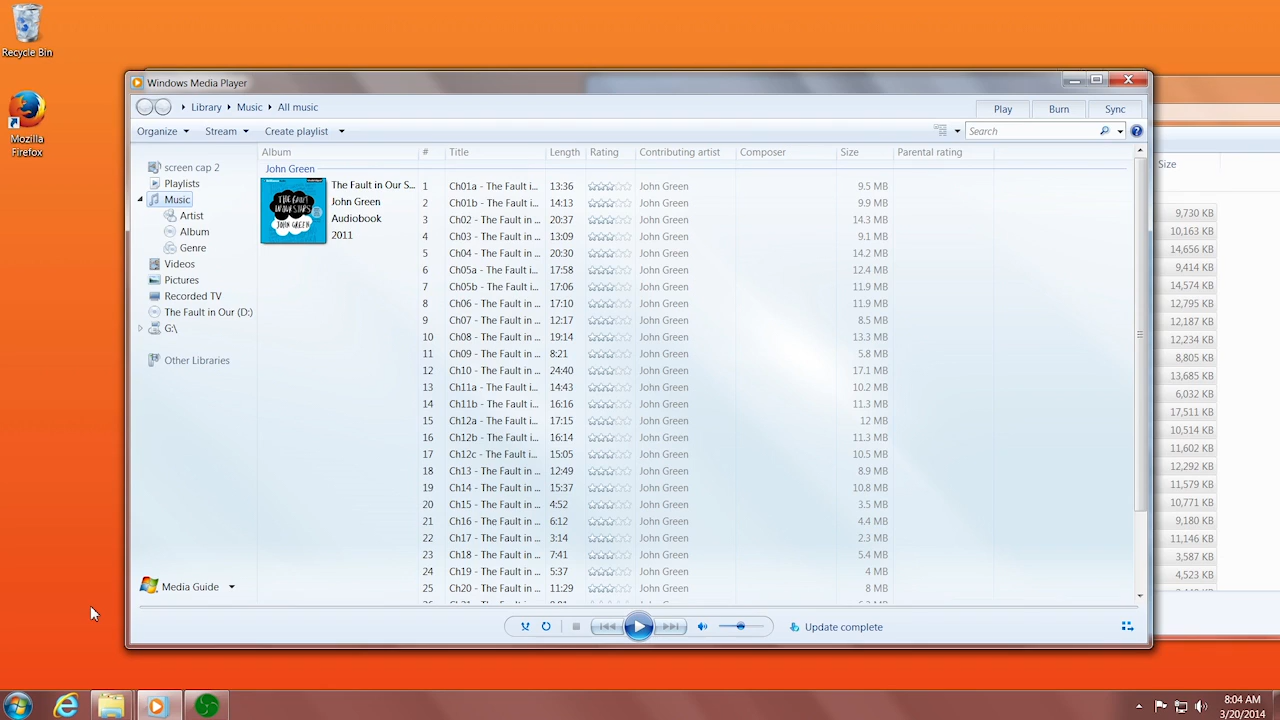 Recycle Bin
Mozilla
Firefox
Windows Media Player
Library Music All music
Play Burn Sync
Organize Stream Create playlist Search
screen cap 2
Playlists
Music
Artist
Album
Genre
Videos
Pictures
Recorded TV
The Fault in Our (D:)
G:\
Other Libraries
Media Guide
Album # Title Length Rating Contributing artist Composer Size Parental rating
John Green
THE FAULT
IN OUR STARS
JOHN GREEN
The Fault in Our S...
John Green
Audiobook
2011
1 Ch01a - The Fault i... 13:36 John Green 9.5 MB
2 Ch01b - The Fault i... 14:13 John Green 9.9 MB
3 Ch02 - The Fault in ... 20:37 John Green 14.3 MB
4 Ch03 - The Fault in ... 13:09 John Green 9.1 MB
5 Ch04 - The Fault in ... 20:30 John Green 14.2 MB
6 Ch05a - The Fault i... 17:58 John Green 12.4 MB
7 Ch05b - The Fault i... 17:06 John Green 11.9 MB
8 Ch06 - The Fault in ... 17:10 John Green 11.9 MB
9 Ch07 - The Fault in ... 12:17 John Green 8.5 MB
10 Ch08 - The Fault in ... 19:14 John Green 13.3 MB
11 Ch09 - The Fault in ... 8:21 John Green 5.8 MB
12 Ch10 - The Fault in ... 24:40 John Green 17.1 MB
13 Ch11a - The Fault i... 14:43 John Green 10.2 MB
14 Ch11b - The Fault i... 16:16 John Green 11.3 MB
15 Ch12a - The Fault i... 17:15 John Green 12 MB
16 Ch12b - The Fault i... 16:14 John Green 11.3 MB
17 Ch12c - The Fault i... 15:05 John Green 10.5 MB
18 Ch13 - The Fault in ... 12:49 John Green 8.9 MB
19 Ch14 - The Fault in ... 15:37 John Green 10.8 MB
20 Ch15 - The Fault in ... 4:52 John Green 3.5 MB
21 Ch16 - The Fault in ... 6:12 John Green 4.4 MB
22 Ch17 - The Fault in ... 3:14 John Green 2.3 MB
23 Ch18 - The Fault in ... 7:41 John Green 5.4 MB
24 Ch19 - The Fault in ... 5:37 John Green 4 MB
25 Ch20 - The Fault in ... 11:29 John Green 8 MB
Update complete
Size
9,730 KB
10,163 KB
14,656 KB
9,414 KB
14,574 KB
12,795 KB
12,187 KB
12,234 KB
8,805 KB
13,685 KB
6,032 KB
17,511 KB
10,514 KB
11,602 KB
12,292 KB
11,579 KB
10,771 KB
9,180 KB
11,146 KB
3,587 KB
4,523 KB
8:04 AM
3/20/2014